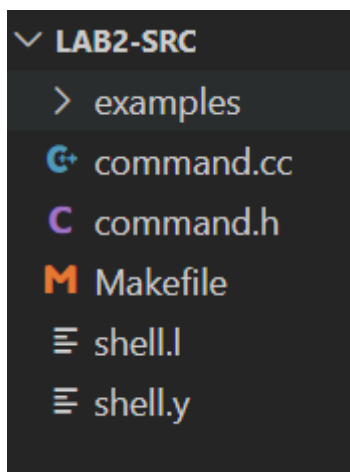 LAB2-SRC
examples
C++ command.cc
C command.h
M Makefile
shell.l
shell.y